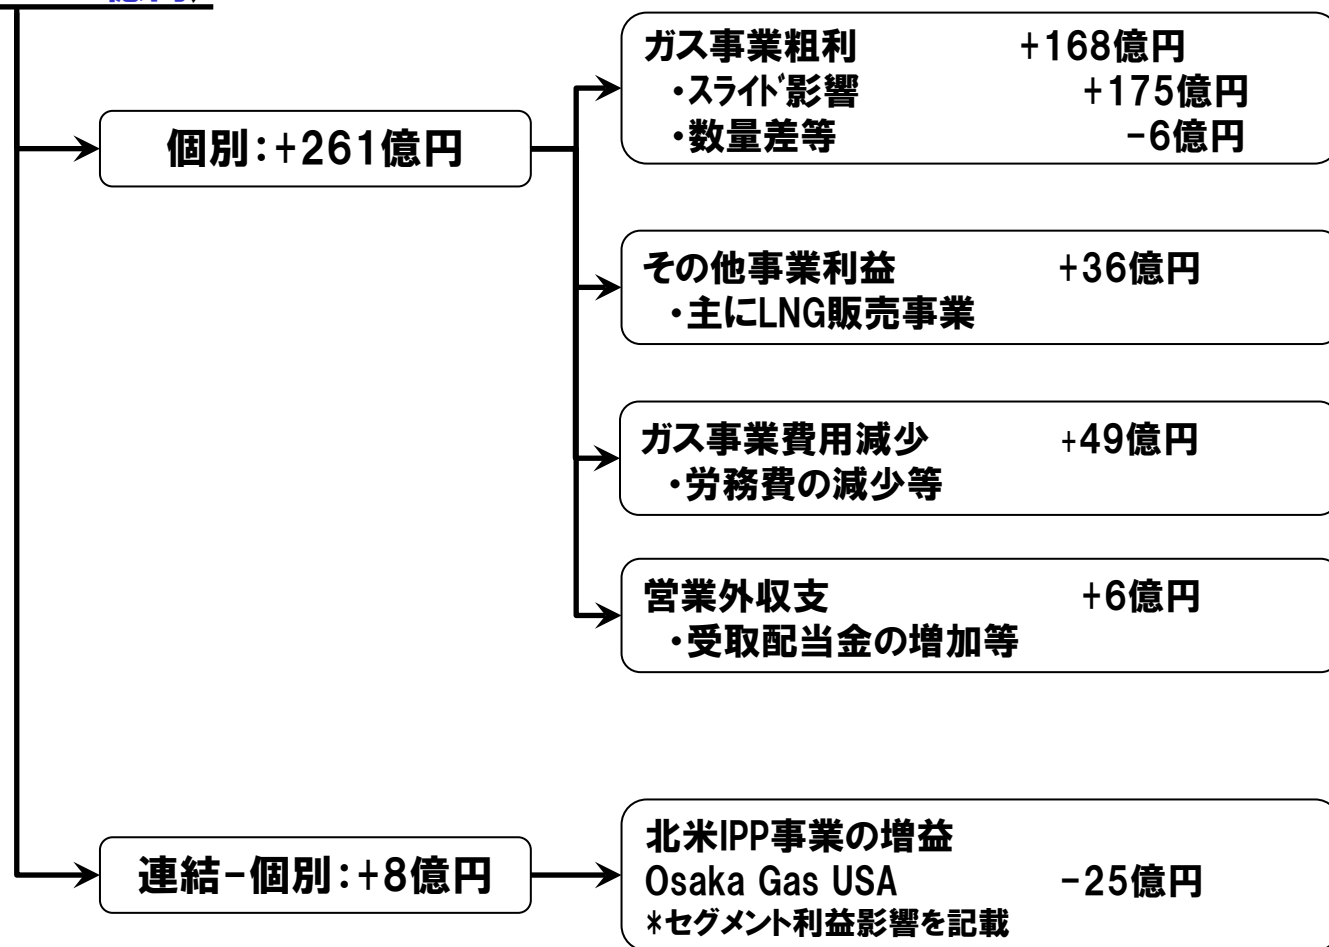 ガス事業粗利 +168億円
・スライド影響 +175億円
・数量差等 -6億円
個別:+261億円
その他事業利益 +36億円
・主にLNG販売事業
ガス事業費用減少 +49億円
・労務費の減少等
営業外収支 +6億円
・受取配当金の増加等
連結-個別:+8億円
北米IPP事業の増益
Osaka Gas USA -25億円
*セグメント利益影響を記載